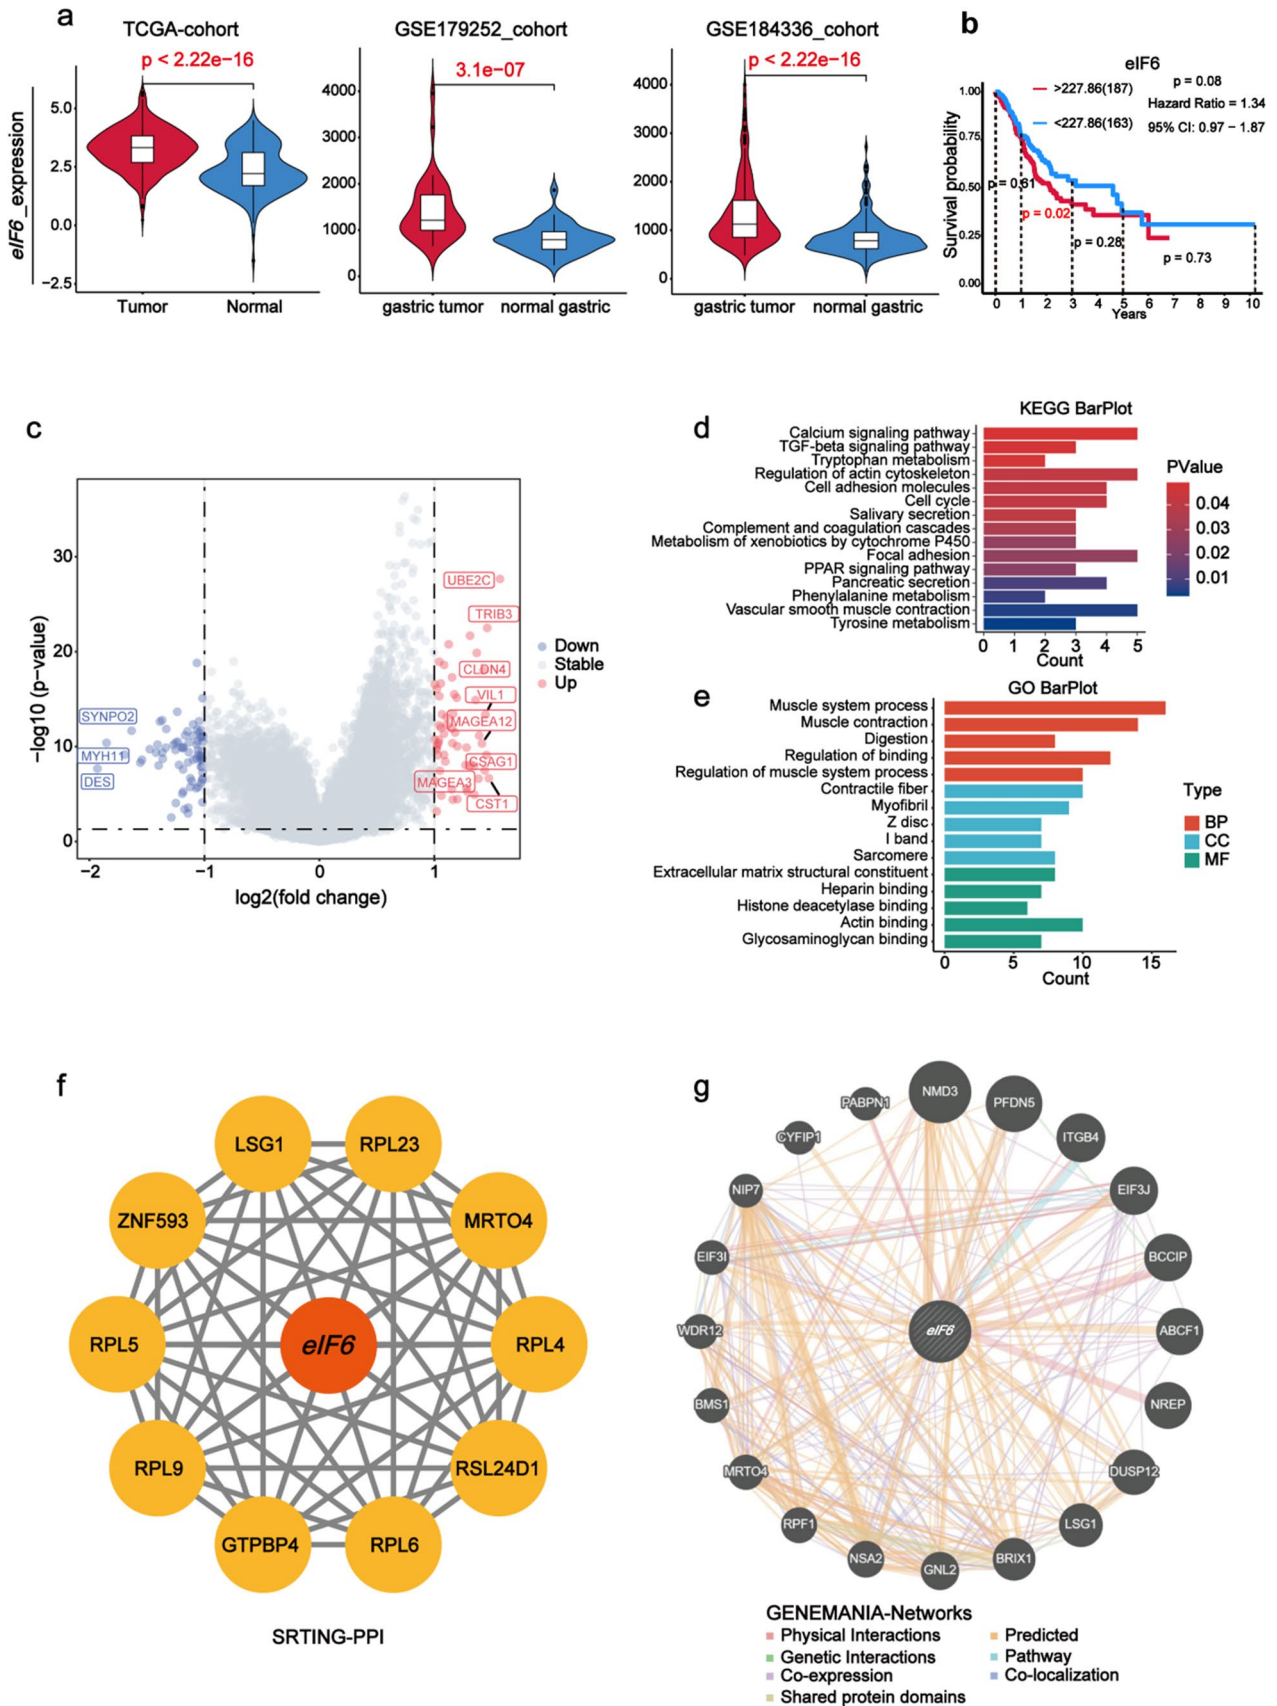 a
TCGA-cohort
p < 2.22e−16
eIF6_expression
5.0
2.5
0.0
−2.5
Tumor
Normal
GSE179252_cohort
3.1e−07
4000
3000
2000
1000
0
gastric tumor
normal gastric
GSE184336_cohort
p < 2.22e−16
4000
3000
2000
1000
0
gastric tumor
normal gastric
b
eIF6
>227.86(187)
<227.86(163)
p = 0.08
Hazard Ratio = 1.34
95% CI: 0.97 − 1.87
Survival probability
1.00
0.75
0.50
0.25
0.00
p = 0.61
p = 0.02
p = 0.28
p = 0.73
0 1 2 3 4 5 6 7 8 9 10
Years
c
−log10 (p−value)
30
20
10
0
UBE2C
TRIB3
CLDN4
VIL1
MAGEA12
CSAG1
MAGEA3
CST1
SYNPO2
MYH11
DES
Down
Stable
Up
−2 −1 0 1
log2(fold change)
d
KEGG BarPlot
Calcium signaling pathway
TGF-beta signaling pathway
Tryptophan metabolism
Regulation of actin cytoskeleton
Cell adhesion molecules
Cell cycle
Salivary secretion
Complement and coagulation cascades
Metabolism of xenobiotics by cytochrome P450
Focal adhesion
PPAR signaling pathway
Pancreatic secretion
Phenylalanine metabolism
Vascular smooth muscle contraction
Tyrosine metabolism
0 1 2 3 4 5
Count
PValue
0.04
0.03
0.02
0.01
e
GO BarPlot
Muscle system process
Muscle contraction
Digestion
Regulation of binding
Regulation of muscle system process
Contractile fiber
Myofibril
Z disc
I band
Sarcomere
Extracellular matrix structural constituent
Heparin binding
Histone deacetylase binding
Actin binding
Glycosaminoglycan binding
0 5 10 15
Count
Type
BP
CC
MF
f
LSG1
RPL23
ZNF593
MRTO4
RPL5
eIF6
RPL4
RPL9
RSL24D1
GTPBP4
RPL6
SRTING-PPI
g
NMD3
PABPN1
PFDN5
CYFIP1
ITGB4
NIP7
EIF3J
EIF3I
BCCIP
WDR12
eIF6
ABCF1
BMS1
NREP
MRTO4
DUSP12
RPF1
LSG1
NSA2
GNL2
BRIX1
GENEMANIA-Networks
Physical Interactions
Genetic Interactions
Co-expression
Shared protein domains
Predicted
Pathway
Co-localization